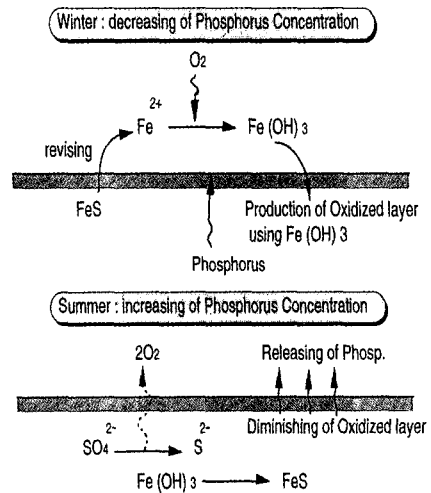 Winter : decreasing of Phosphorus Concentration
O2
2+
Fe
Fe (OH) 3
revising
FeS
Production of Oxidized layer
using Fe (OH) 3
Phosphorus
Summer : increasing of Phosphorus Concentration
2O2
Releasing of Phosp.
2-
2-
Diminishing of Oxidized layer
SO4
S
Fe (OH) 3
FeS